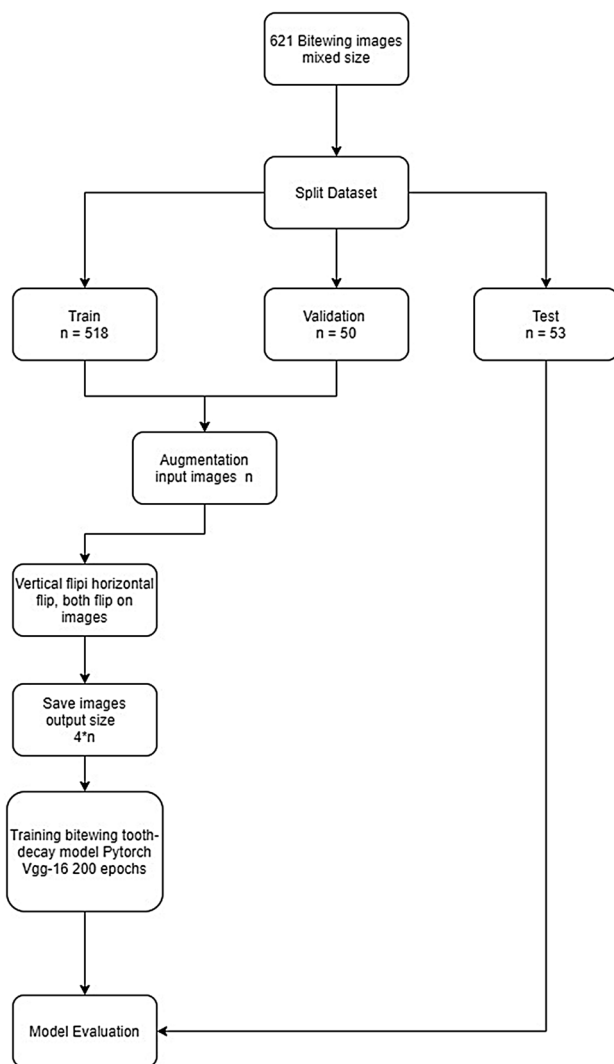 621 Bitewing images
mixed size
Split Dataset
Train
n = 518
Validation
n = 50
Test
n = 53
Augmentation
input images n
Vertical flipi horizontal
flip, both flip on
images
Save images
output size
4*n
Training bitewing tooth-
decay model Pytorch
Vgg-16 200 epochs
Model Evaluation